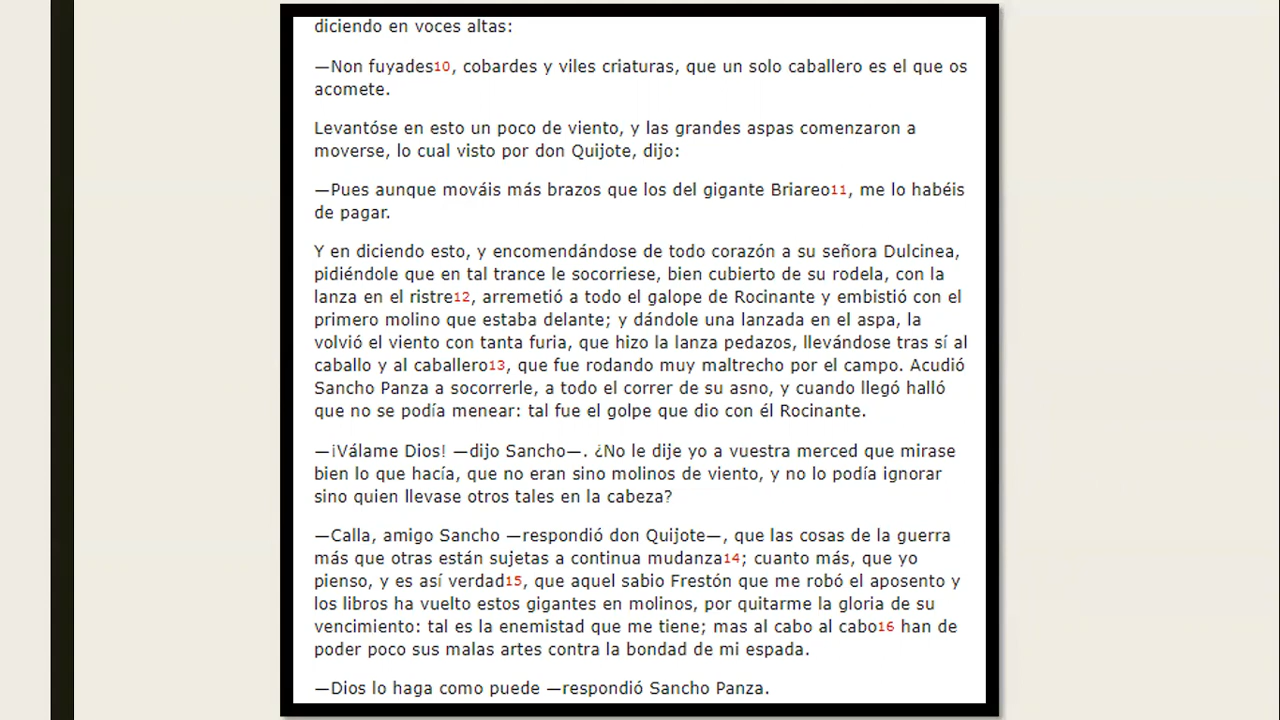 diciendo en voces altas:
—Non fuyades10, cobardes y viles criaturas, que un solo caballero es el que os
acomete.
Levantóse en esto un poco de viento, y las grandes aspas comenzaron a
moverse, lo cual visto por don Quijote, dijo:
—Pues aunque mováis más brazos que los del gigante Briareo11, me lo habéis
de pagar.
Y en diciendo esto, y encomendándose de todo corazón a su señora Dulcinea,
pidiéndole que en tal trance le socorriese, bien cubierto de su rodela, con la
lanza en el ristre12, arremetió a todo el galope de Rocinante y embistió con el
primero molino que estaba delante; y dándole una lanzada en el aspa, la
volvió el viento con tanta furia, que hizo la lanza pedazos, llevándose tras sí al
caballo y al caballero13, que fue rodando muy maltrecho por el campo. Acudió
Sancho Panza a socorrerle, a todo el correr de su asno, y cuando llegó halló
que no se podía menear: tal fue el golpe que dio con él Rocinante.
—¡Válame Dios! —dijo Sancho—. ¿No le dije yo a vuestra merced que mirase
bien lo que hacía, que no eran sino molinos de viento, y no lo podía ignorar
sino quien llevase otros tales en la cabeza?
—Calla, amigo Sancho —respondió don Quijote—, que las cosas de la guerra
más que otras están sujetas a continua mudanza14; cuanto más, que yo
pienso, y es así verdad15, que aquel sabio Frestón que me robó el aposento y
los libros ha vuelto estos gigantes en molinos, por quitarme la gloria de su
vencimiento: tal es la enemistad que me tiene; mas al cabo al cabo16 han de
poder poco sus malas artes contra la bondad de mi espada.
—Dios lo haga como puede —respondió Sancho Panza.